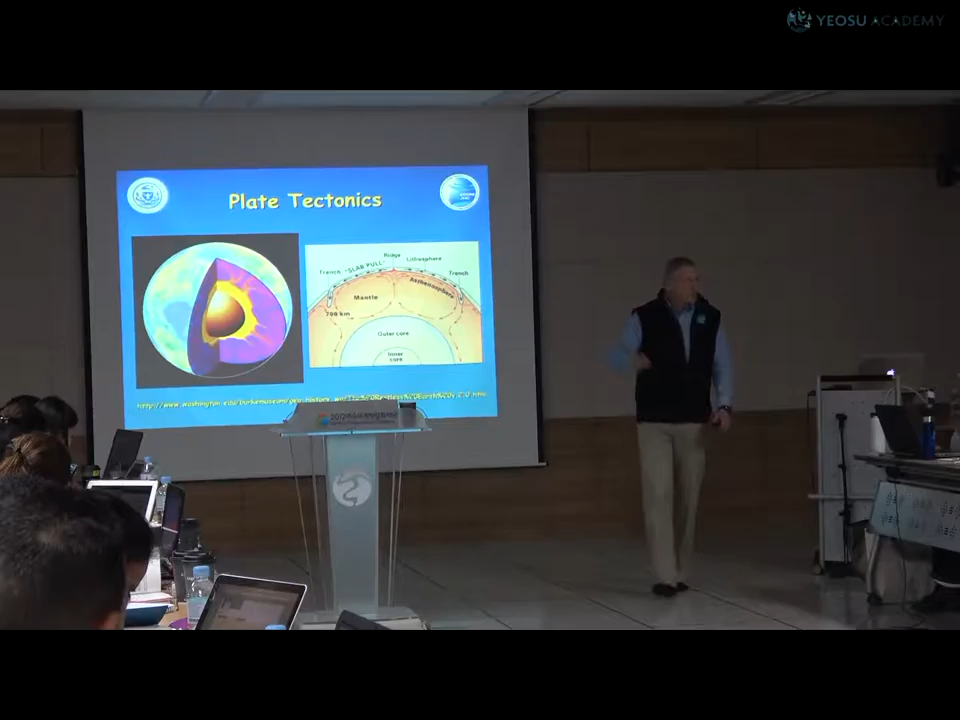 YEOSU ACADEMY
Plate Tectonics
Ridge
Lithosphere
Trench "SLAB PULL"
Trench
Asthenosphere
Mantle
700 km
Outer core
Inner
core